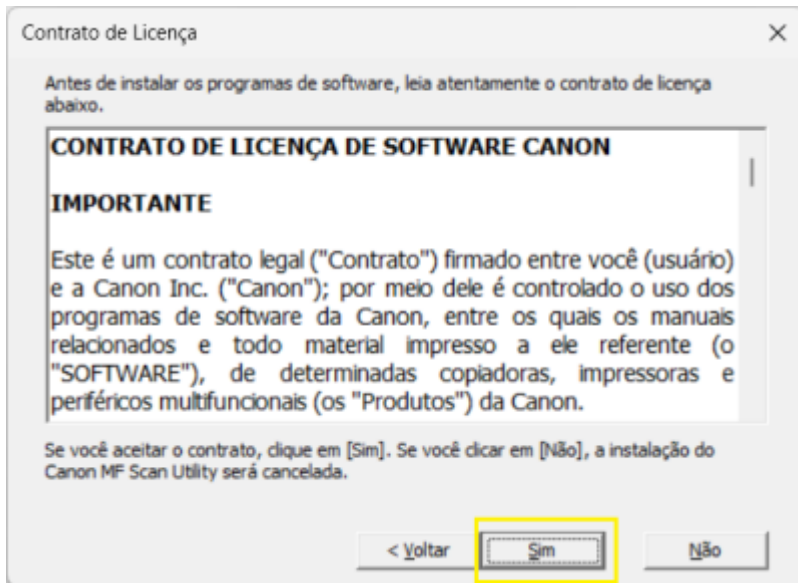 Contrato de Licença
Antes de instalar os programas de software, leia atentamente o contrato de licença
abaixo.
CONTRATO DE LICENÇA DE SOFTWARE CANON
IMPORTANTE
Este é um contrato legal ("Contrato") firmado entre você (usuário)
e a Canon Inc. ("Canon"); por meio dele é controlado o uso dos
programas de software da Canon, entre os quais os manuais
relacionados e todo material impresso a ele referente (o
"SOFTWARE"), de determinadas copiadoras, impressoras e
periféricos multifuncionais (os "Produtos") da Canon.
Se você aceitar o contrato, clique em [Sim]. Se você clicar em [Não], a instalação do
Canon MF Scan Utility será cancelada.
< Voltar
Sim
Não